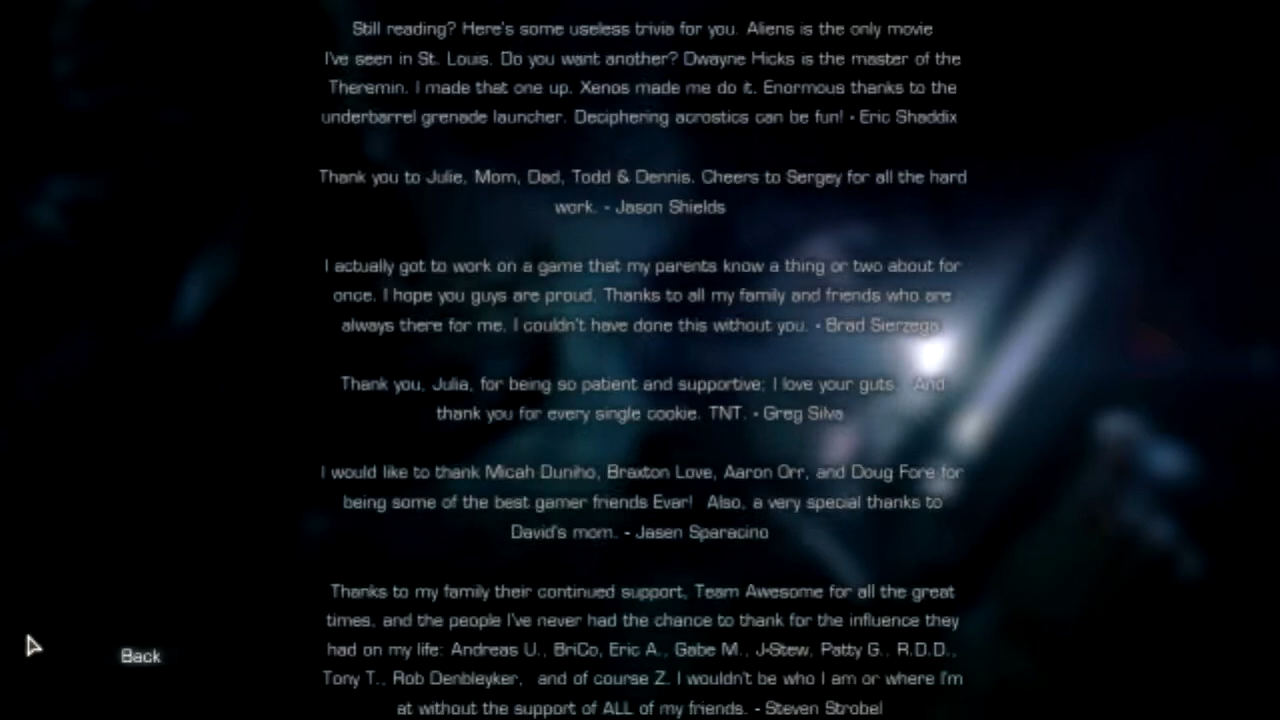 Still reading? Here's some useless trivia for you. Aliens is the only movie
I've seen in St. Louis. Do you want another? Dwayne Hicks is the master of the
Theremin. I made that one up. Xenos made me do it. Enormous thanks to the
underbarrel grenade launcher. Deciphering acrostics can be fun! - Eric Shaddix
Thank you to Julie, Mom, Dad, Todd & Dennis. Cheers to Sergey for all the hard
work. - Jason Shields
I actually got to work on a game that my parents know a thing or two about for
once. I hope you guys are proud. Thanks to all my family and friends who are
always there for me. I couldn't have done this without you. - Brad Sierzega
Thank you, Julia, for being so patient and supportive; I love your guts. And
thank you for every single cookie. TNT. - Greg Silva
I would like to thank Micah Duniho, Braxton Love, Aaron Orr, and Doug Fore for
being some of the best gamer friends Evar! Also, a very special thanks to
David's mom. - Jasen Sparacino
Thanks to my family their continued support, Team Awesome for all the great
times, and the people I've never had the chance to thank for the influence they
had on my life: Andreas U., BriCo, Eric A., Gabe M., J-Stew, Patty G., R.D.D.,
Tony T., Rob Denbleyker, and of course Z. I wouldn't be who I am or where I'm
at without the support of ALL of my friends. - Steven Strobel
Back